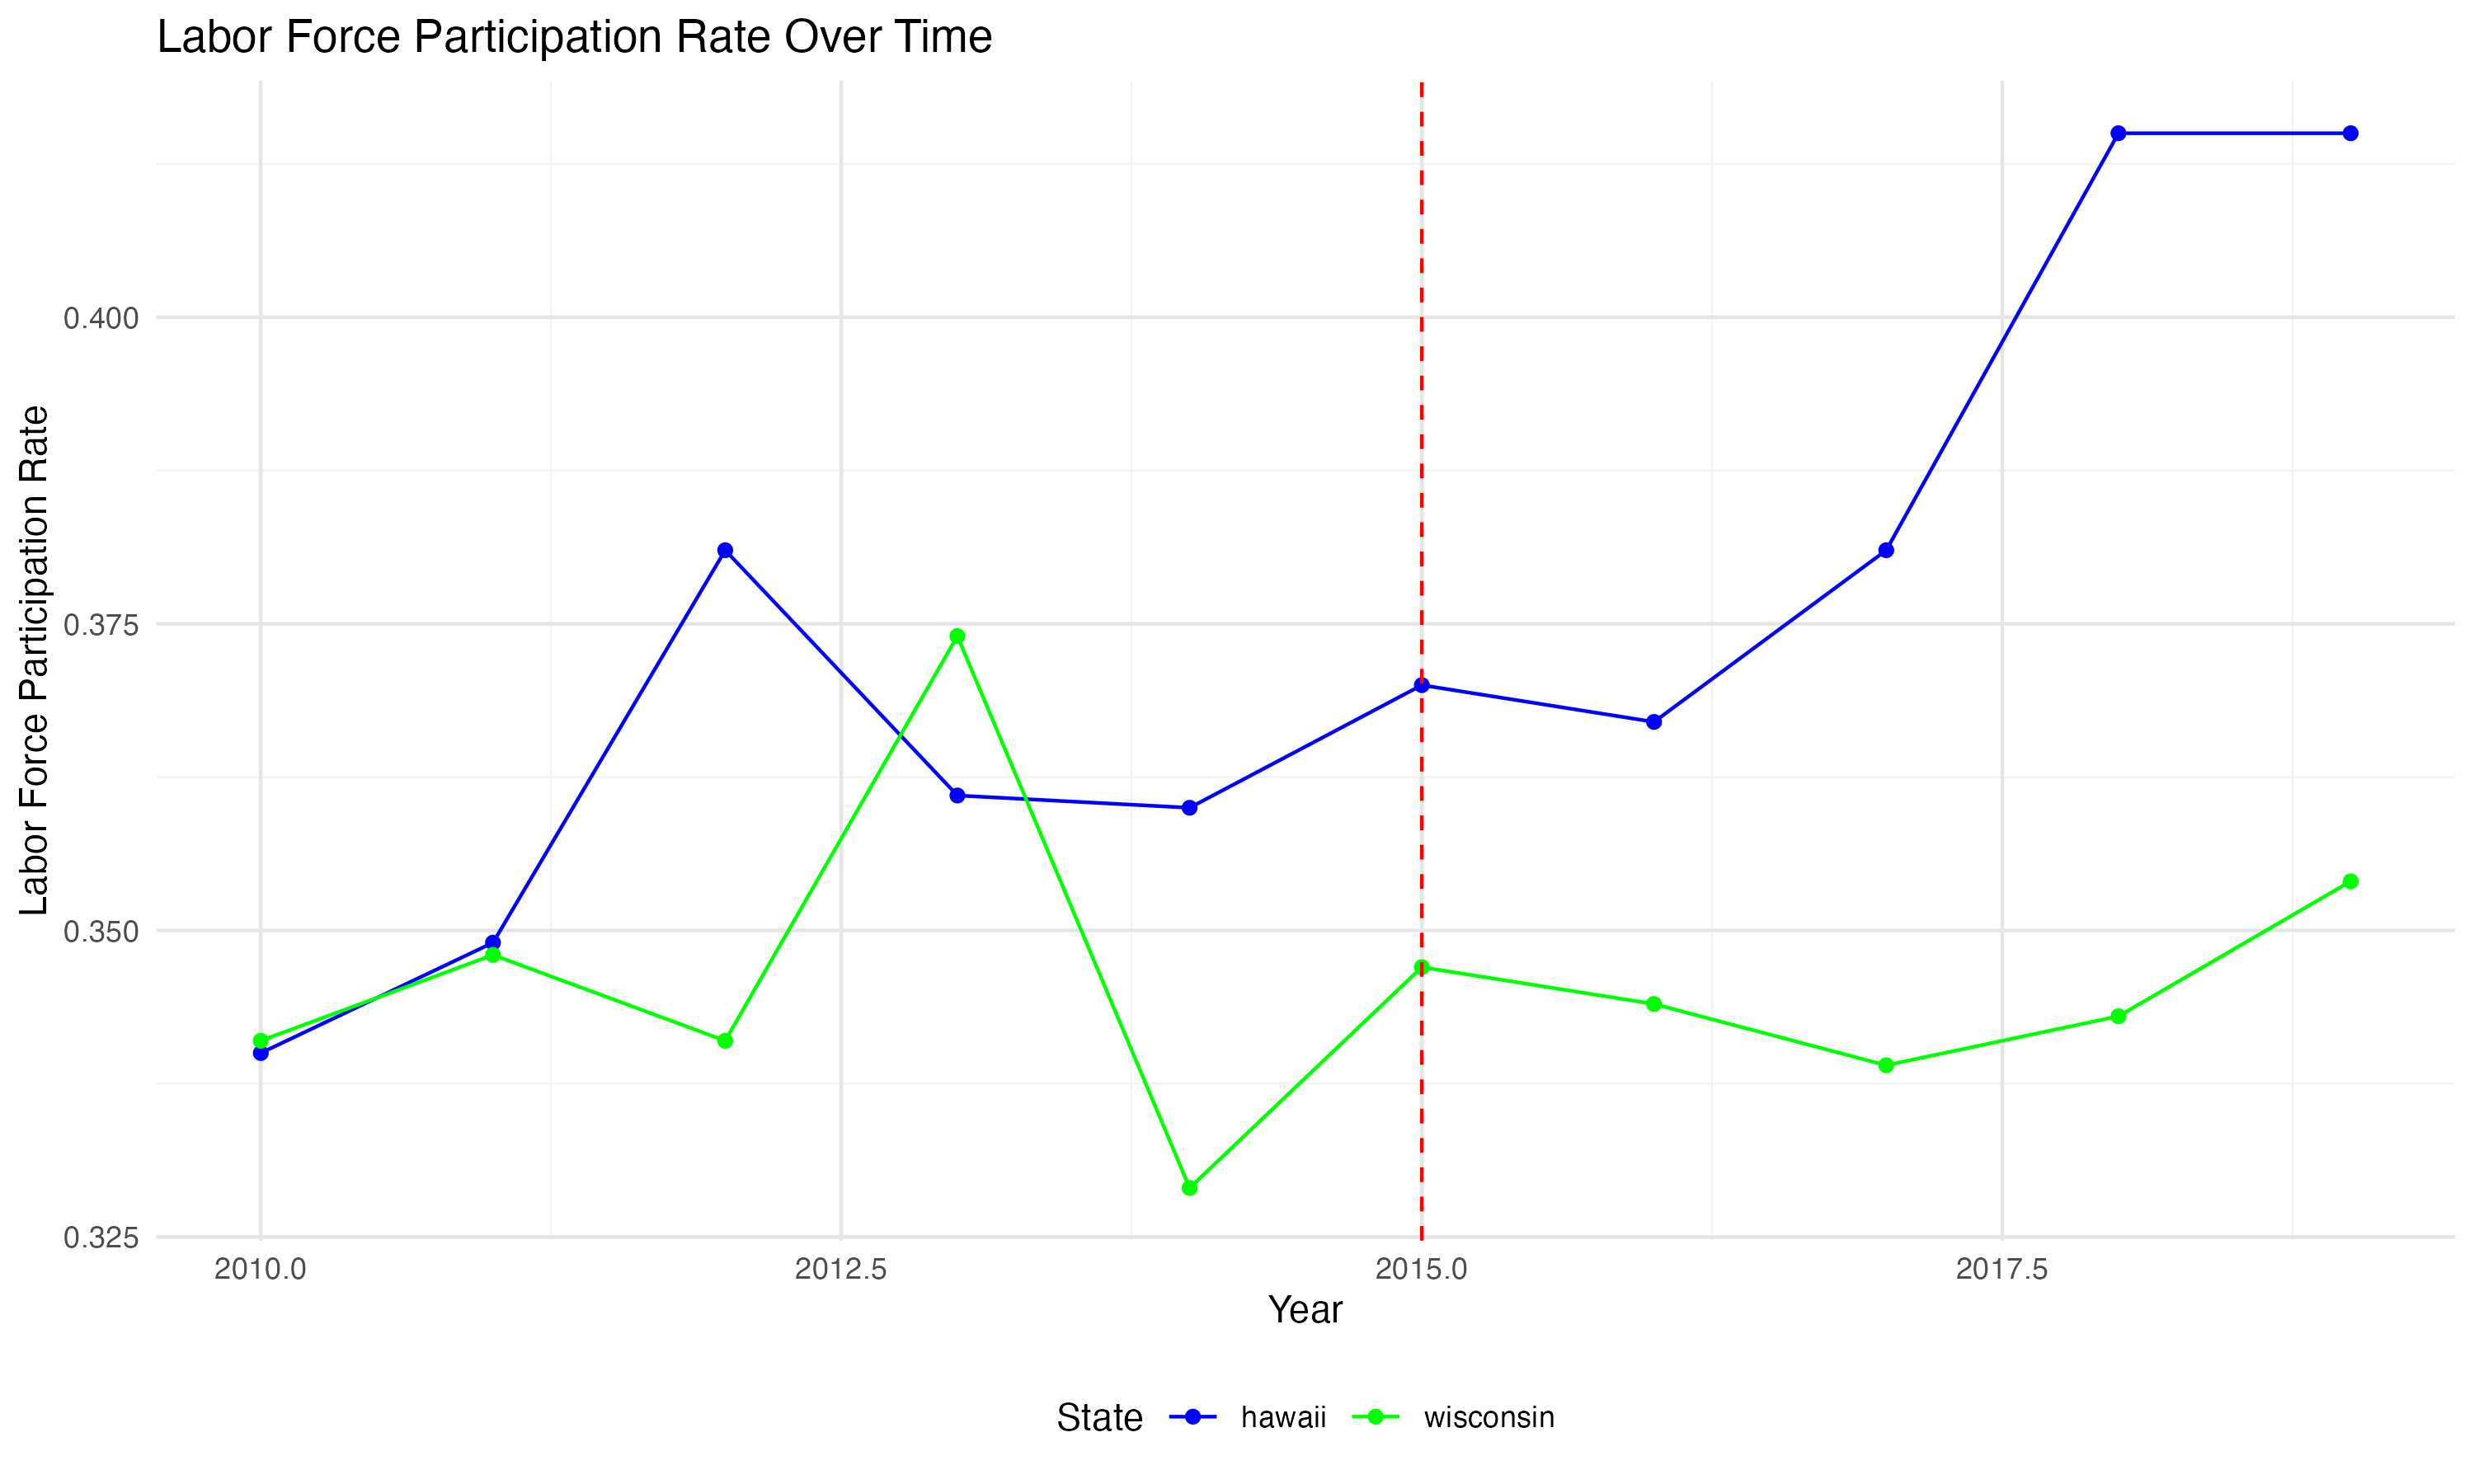 Labor Force Participation Rate Over Time
Labor Force Participation Rate
0.400
0.375
0.350
0.325
2010.0 2012.5 2015.0 2017.5
Year
State hawaii wisconsin